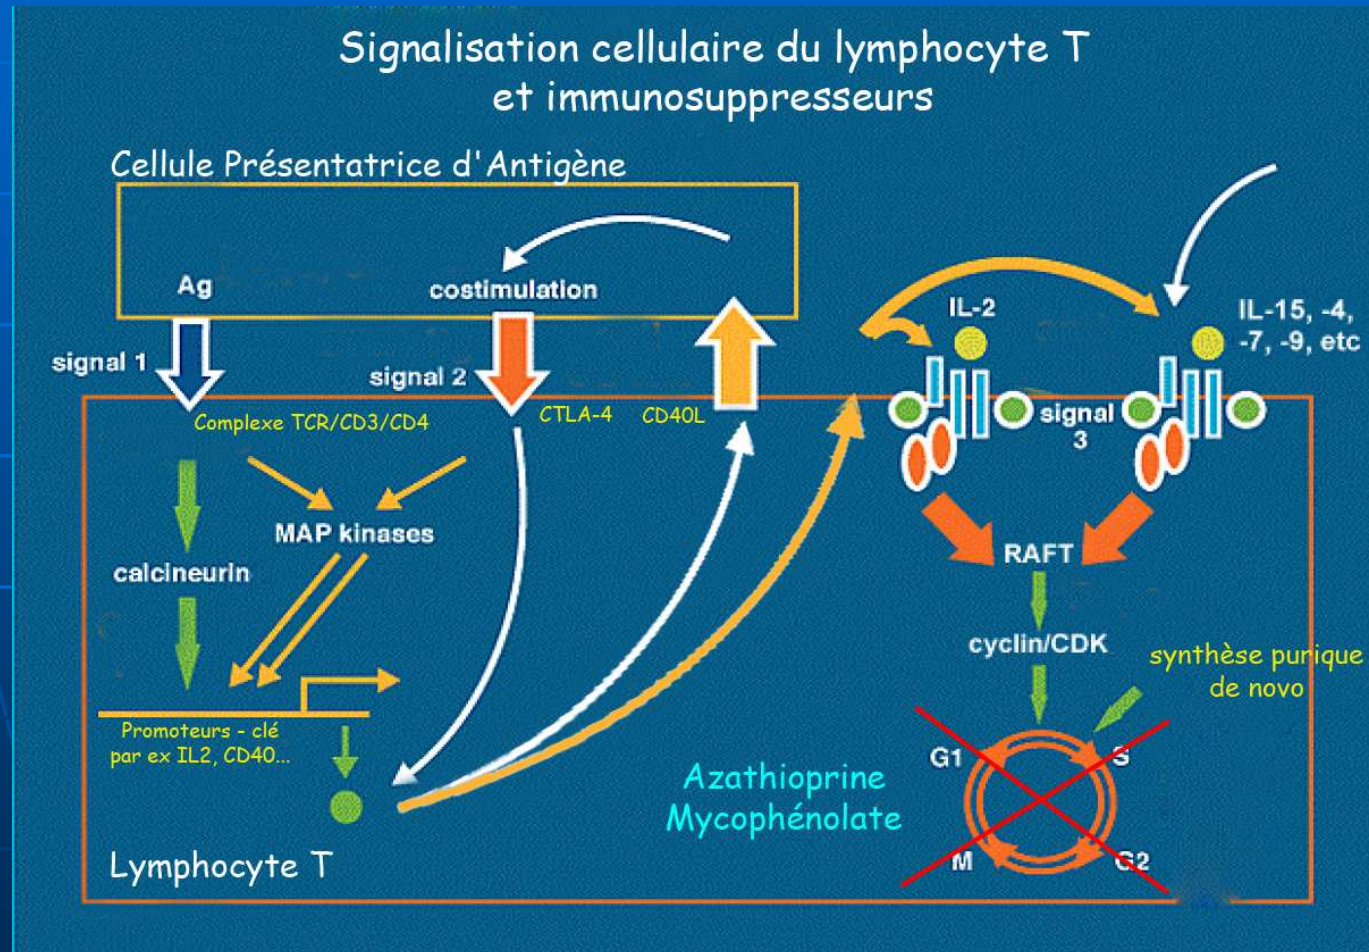 Signalisation cellulaire du lymphocyte T
et immunosuppresseurs
Cellule Présentatrice d'Antigène
Ag
costimulation
signal 1
signal 2
IL-2
IL-15, -4,
-7, -9, etc
Complexe TCR/CD3/CD4
CTLA-4
CD40L
signal
3
MAP kinases
calcineurin
RAFT
cyclin/CDK
synthèse purique
de novo
Promoteurs - clé
par ex IL2, CD40...
G1
S
M
G2
Azathioprine
Mycophénolate
Lymphocyte T